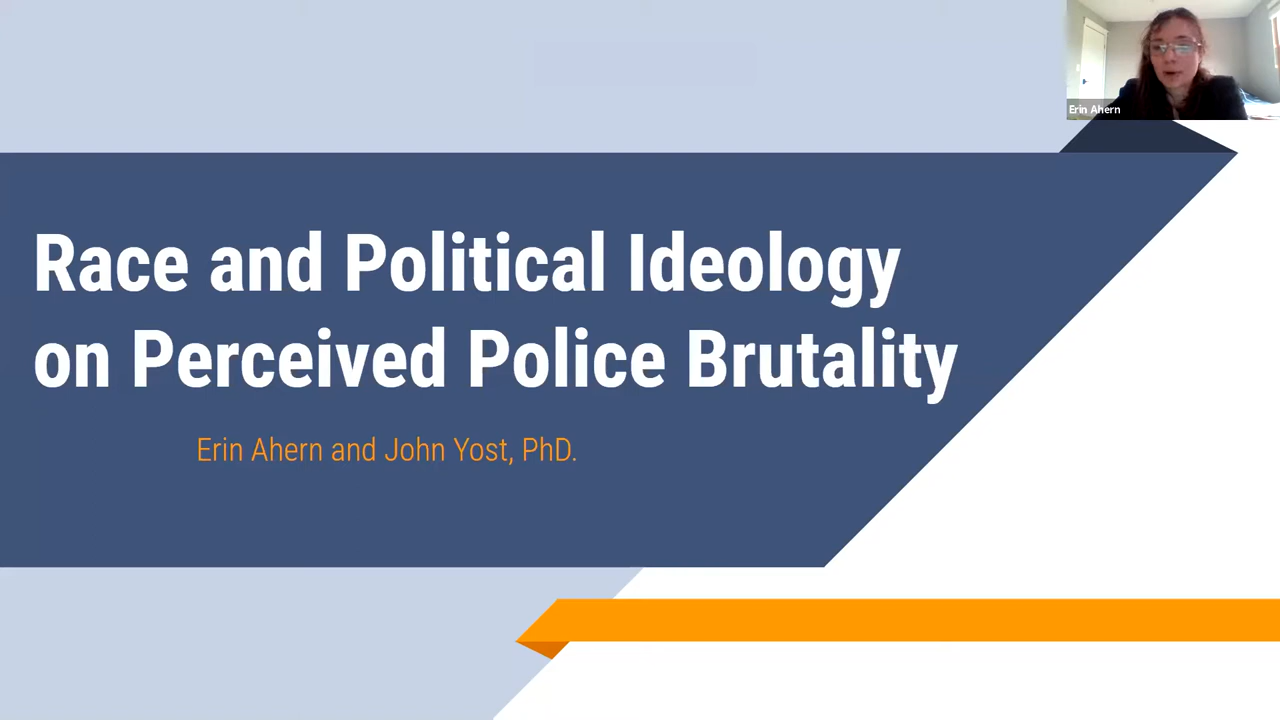 Erin Ahern
Race and Political Ideology
on Perceived Police Brutality
Erin Ahern and John Yost, PhD.